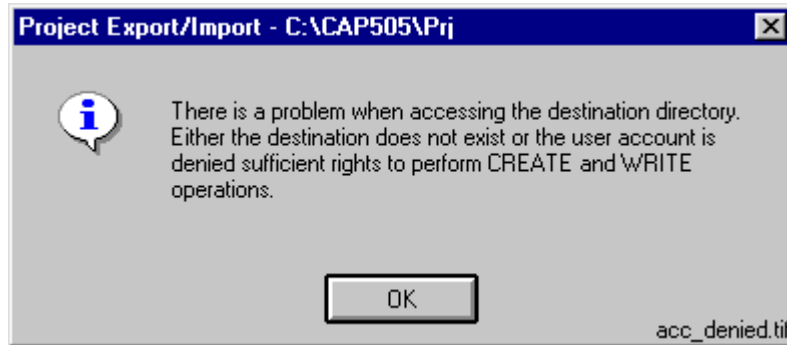 Project Export/Import - C:\CAP505\Prj
There is a problem when accessing the destination directory.
Either the destination does not exist or the user account is
denied sufficient rights to perform CREATE and WRITE
operations.
OK
acc_denied.tif